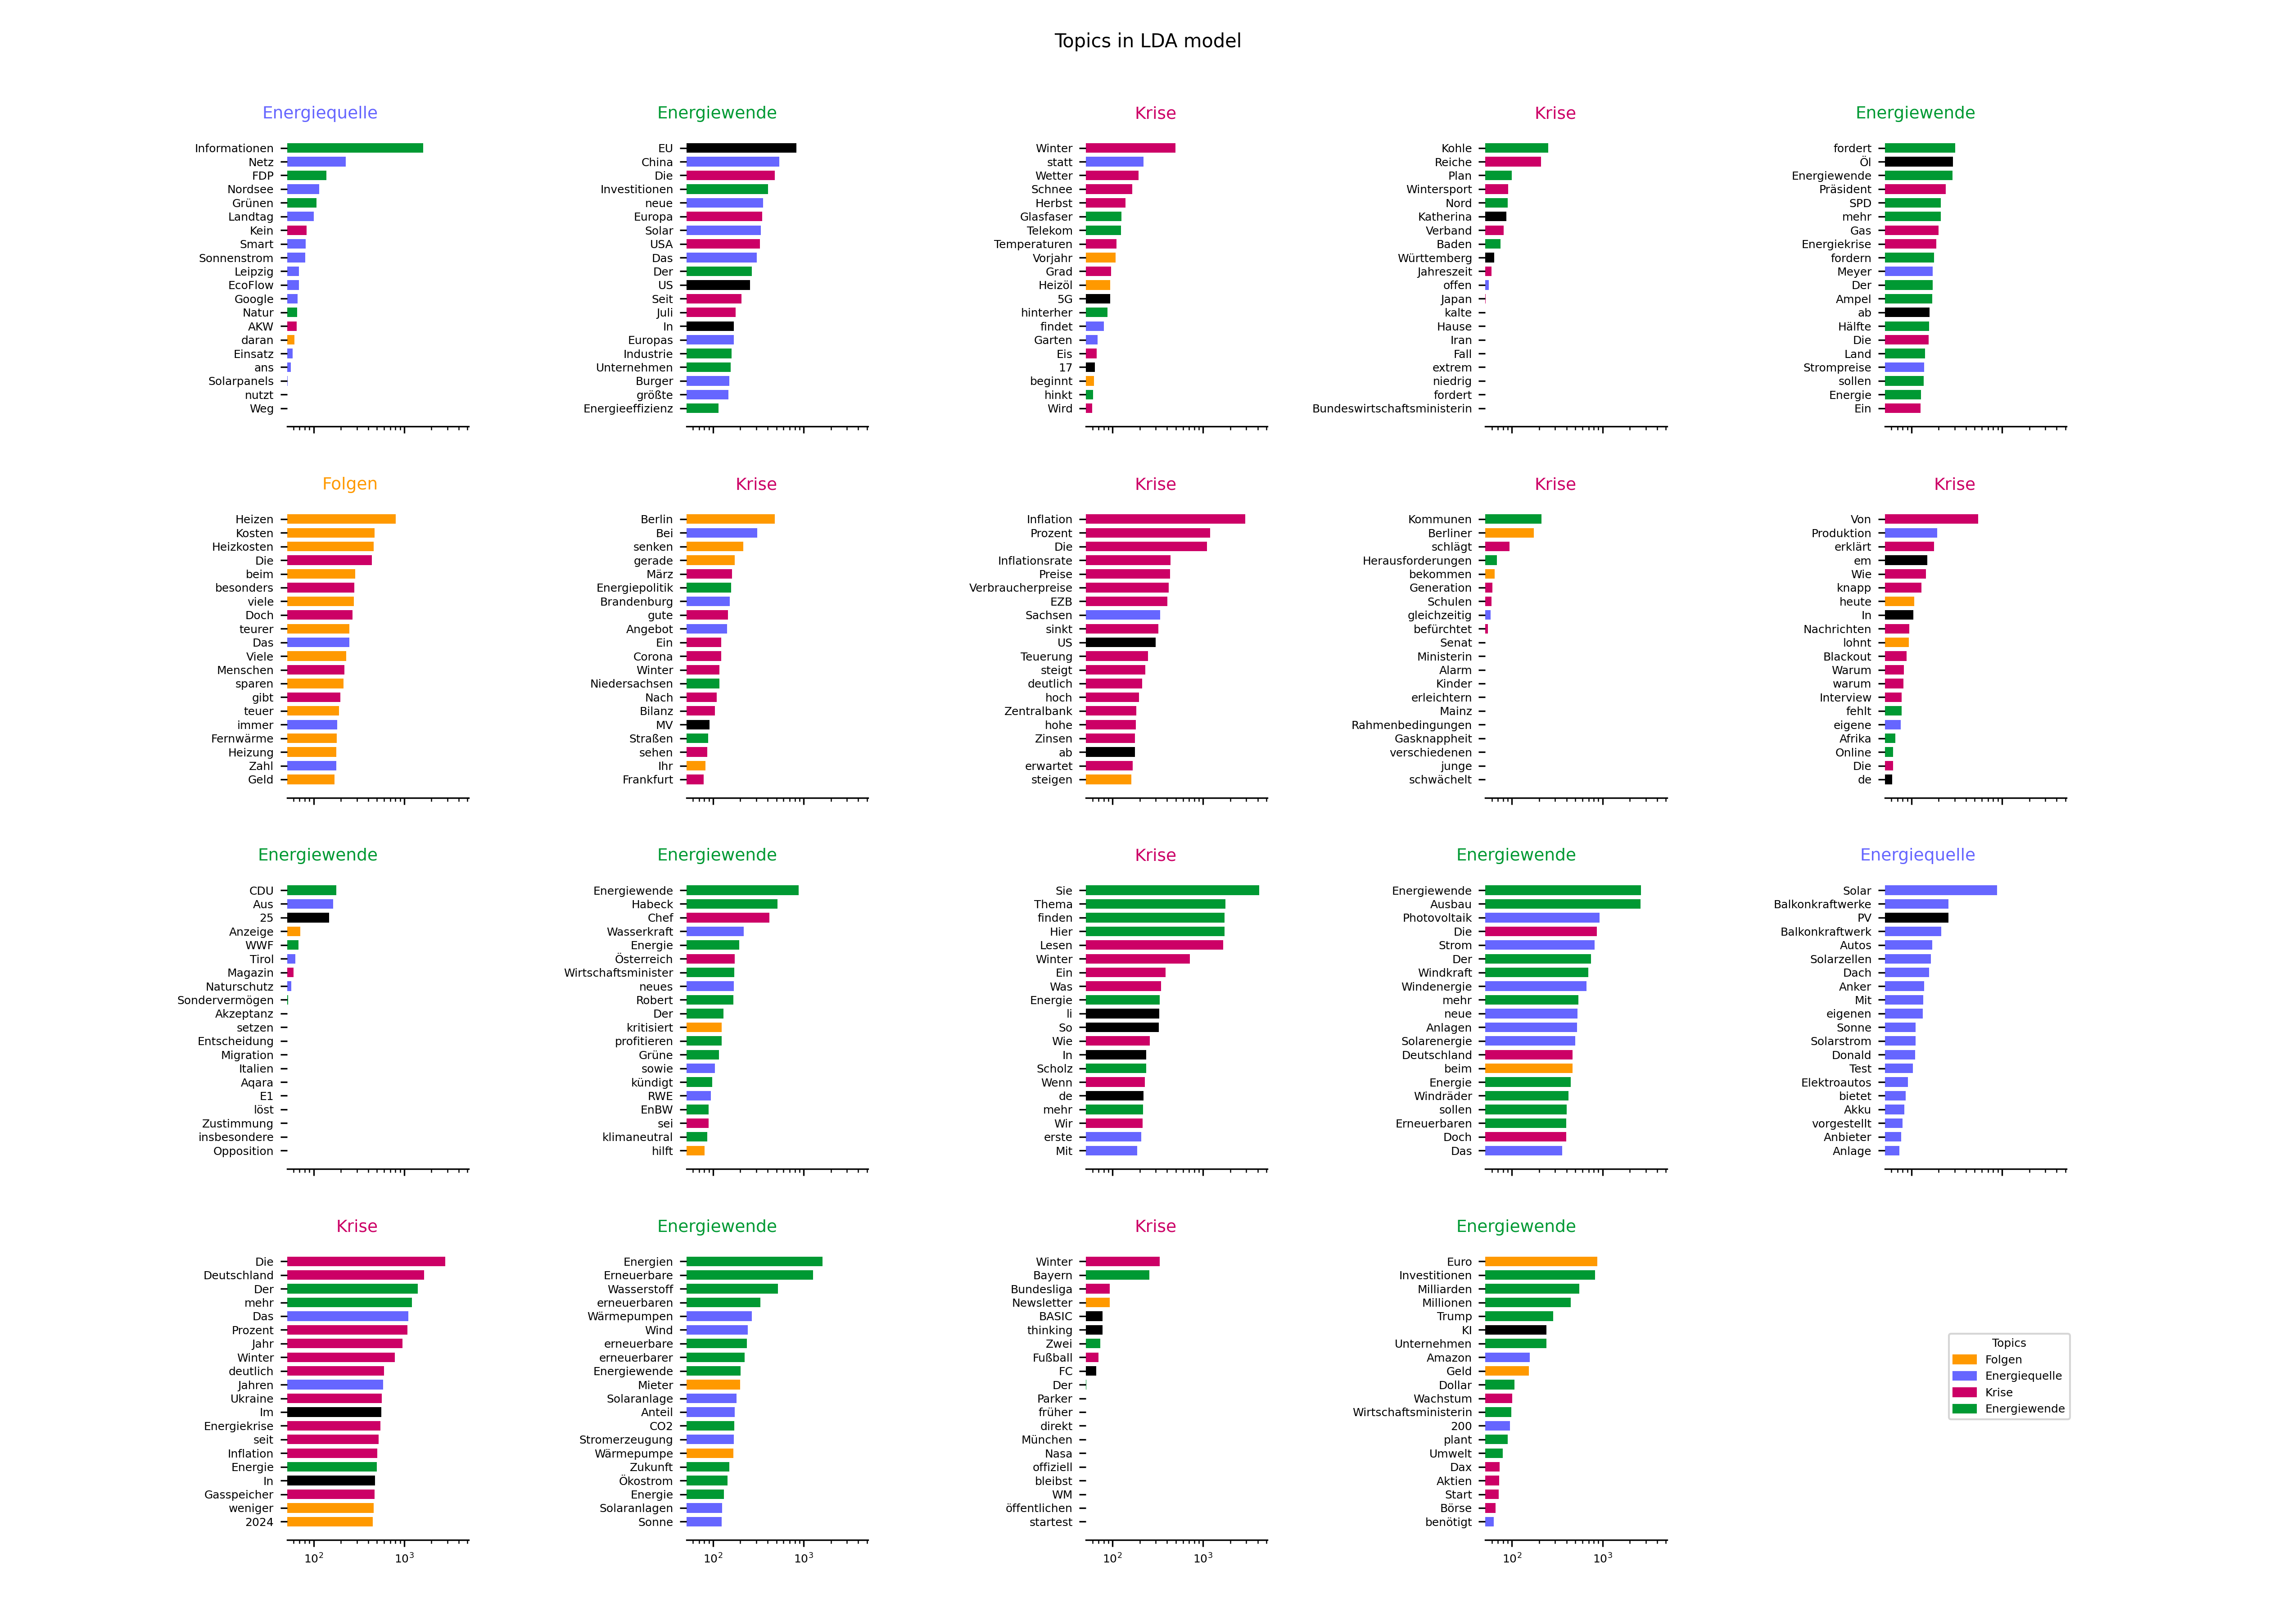 Topics in LDA model
Energiequelle
Informationen
Netz
FDP
Nordsee
Grünen
Landtag
Kein
Smart
Sonnenstrom
Leipzig
EcoFlow
Google
Natur
AKW
daran
Einsatz
ans
Solarpanels
nutzt
Weg
Energiewende
EU
China
Die
Investitionen
neue
Europa
Solar
USA
Das
Der
US
Seit
Juli
In
Europas
Industrie
Unternehmen
Burger
größte
Energieeffizienz
Krise
Winter
statt
Wetter
Schnee
Herbst
Glasfaser
Telekom
Temperaturen
Vorjahr
Grad
Heizöl
5G
hinterher
findet
Garten
Eis
17
beginnt
hinkt
Wird
Krise
Kohle
Reiche
Plan
Wintersport
Nord
Katherina
Verband
Baden
Württemberg
Jahreszeit
offen
Japan
kalte
Hause
Iran
Fall
extrem
niedrig
fordert
Bundeswirtschaftsministerin
Energiewende
fordert
Öl
Energiewende
Präsident
SPD
mehr
Gas
Energiekrise
fordern
Meyer
Der
Ampel
ab
Hälfte
Die
Land
Strompreise
sollen
Energie
Ein
Folgen
Heizen
Kosten
Heizkosten
Die
beim
besonders
viele
Doch
teurer
Das
Viele
Menschen
sparen
gibt
teuer
immer
Fernwärme
Heizung
Zahl
Geld
Krise
Berlin
Bei
senken
gerade
März
Energiepolitik
Brandenburg
gute
Angebot
Ein
Corona
Winter
Niedersachsen
Nach
Bilanz
MV
Straßen
sehen
Ihr
Frankfurt
Krise
Inflation
Prozent
Die
Inflationsrate
Preise
Verbraucherpreise
EZB
Sachsen
sinkt
US
Teuerung
steigt
deutlich
hoch
Zentralbank
hohe
Zinsen
ab
erwartet
steigen
Krise
Kommunen
Berliner
schlägt
Herausforderungen
bekommen
Generation
Schulen
gleichzeitig
befürchtet
Senat
Ministerin
Alarm
Kinder
erleichtern
Mainz
Rahmenbedingungen
Gasknappheit
verschiedenen
junge
schwächelt
Krise
Von
Produktion
erklärt
em
Wie
knapp
heute
In
Nachrichten
lohnt
Blackout
Warum
warum
Interview
fehlt
eigene
Afrika
Online
Die
de
Energiewende
CDU
Aus
25
Anzeige
WWF
Tirol
Magazin
Naturschutz
Sondervermögen
Akzeptanz
setzen
Entscheidung
Migration
Italien
Aqara
E1
löst
Zustimmung
insbesondere
Opposition
Energiewende
Energiewende
Habeck
Chef
Wasserkraft
Energie
Österreich
Wirtschaftsminister
neues
Robert
Der
kritisiert
profitieren
Grüne
sowie
kündigt
RWE
EnBW
sei
klimaneutral
hilft
Krise
Sie
Thema
finden
Hier
Lesen
Winter
Ein
Was
Energie
li
So
Wie
In
Scholz
Wenn
de
mehr
Wir
erste
Mit
Energiewende
Energiewende
Ausbau
Photovoltaik
Die
Strom
Der
Windkraft
Windenergie
mehr
neue
Anlagen
Solarenergie
Deutschland
beim
Energie
Windräder
sollen
Erneuerbaren
Doch
Das
Energiequelle
Solar
Balkonkraftwerke
PV
Balkonkraftwerk
Autos
Solarzellen
Dach
Anker
Mit
eigenen
Sonne
Solarstrom
Donald
Test
Elektroautos
bietet
Akku
vorgestellt
Anbieter
Anlage
Krise
Die
Deutschland
Der
mehr
Das
Prozent
Jahr
Winter
deutlich
Jahren
Ukraine
Im
Energiekrise
seit
Inflation
Energie
In
Gasspeicher
weniger
2024
10² 10³
Energiewende
Energien
Erneuerbare
Wasserstoff
erneuerbaren
Wärmepumpen
Wind
erneuerbare
erneuerbarer
Energiewende
Mieter
Solaranlage
Anteil
CO2
Stromerzeugung
Wärmepumpe
Zukunft
Ökostrom
Energie
Solaranlagen
Sonne
10² 10³
Krise
Winter
Bayern
Bundesliga
Newsletter
BASIC
thinking
Zwei
Fußball
FC
Der
Parker
früher
direkt
München
Nasa
offiziell
bleibst
WM
öffentlichen
startest
10² 10³
Energiewende
Euro
Investitionen
Milliarden
Millionen
Trump
KI
Unternehmen
Amazon
Geld
Dollar
Wachstum
Wirtschaftsministerin
200
plant
Umwelt
Dax
Aktien
Start
Börse
benötigt
10² 10³
Topics
Folgen
Energiequelle
Krise
Energiewende